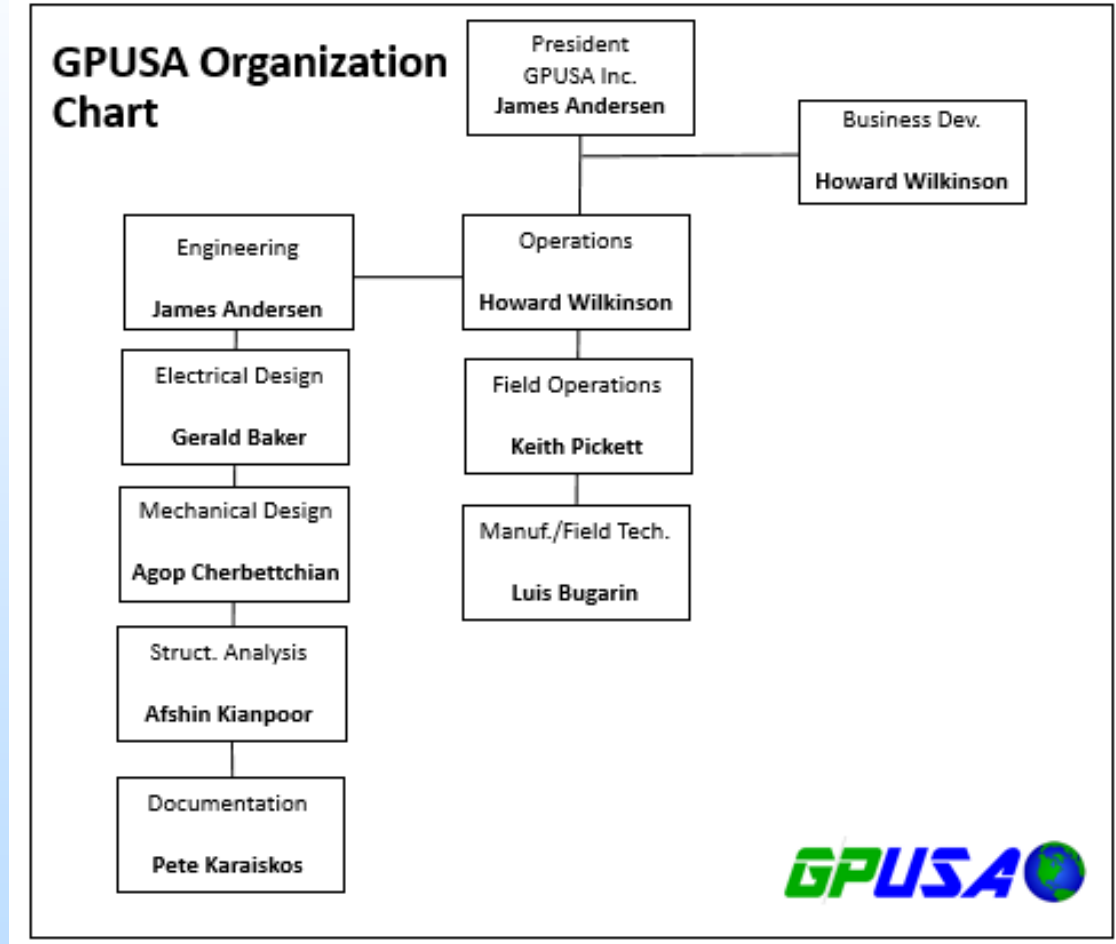 GPUSA Organization
Chart
President
GPUSA Inc.
James Andersen
Business Dev.
Howard Wilkinson
Engineering
James Andersen
Operations
Howard Wilkinson
Electrical Design
Gerald Baker
Field Operations
Keith Pickett
Mechanical Design
Agop Cherbettchian
Manuf./Field Tech.
Luis Bugarin
Struct. Analysis
Afshin Kianpoor
Documentation
Pete Karaiskos
GPUSA